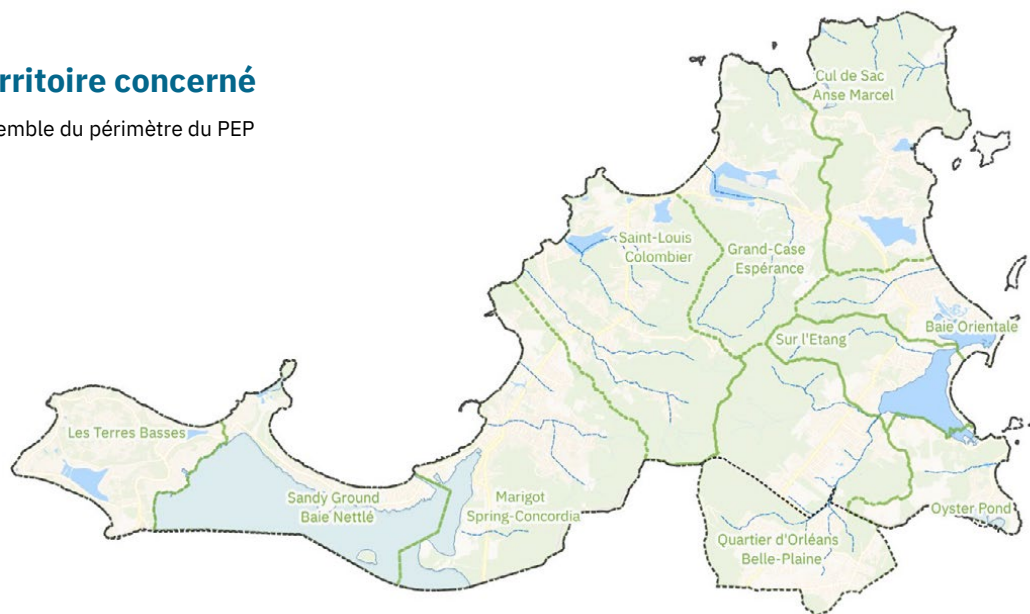 rritoire concerné
emble du périmètre du PEP
Cul de Sac
Anse Marcel
Saint-Louis
Colombier
Grand-Case
Espérance
Baie Orientale
Sur l'Etang
Les Terres Basses
Sandy Ground
Baie Nettlé
Marigot
Spring-Concordia
Oyster Pond
Quartier d'Orléans
Belle-Plaine